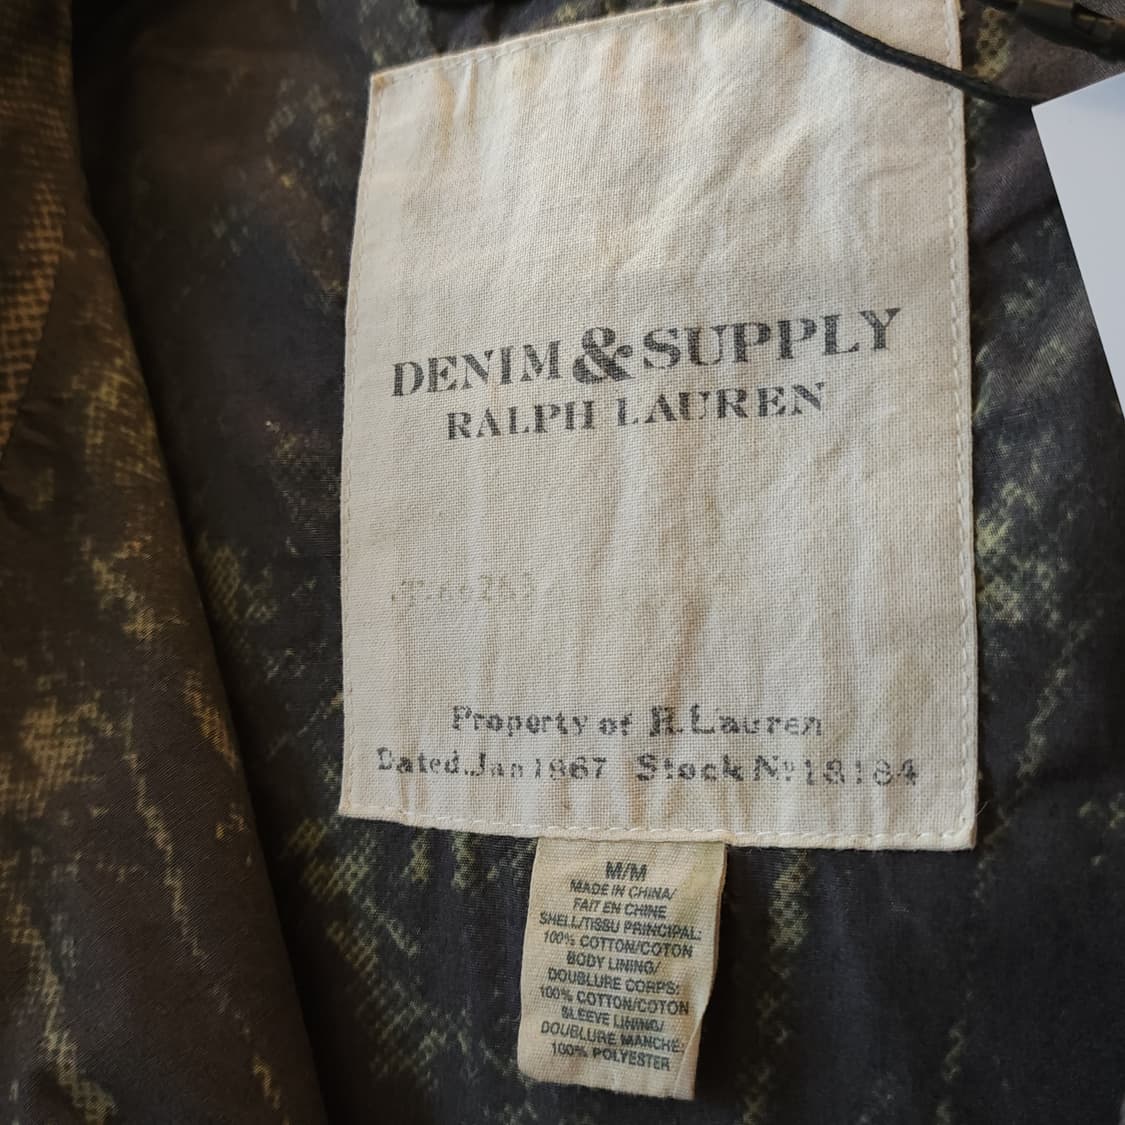 DENIM & SUPPLY
RALPH LAUREN
Property of R. Lauren
Dated. Jan 1967 Stock No 18184
M/M
MADE IN CHINA/
FAIT EN CHINE
SHELL/TISSU PRINCIPAL:
100% COTTON/COTON
BODY LINING/
DOUBLURE CORPS:
100% COTTON/COTON
SLEEVE LINING/
DOUBLURE MANCHE:
100% POLYESTER